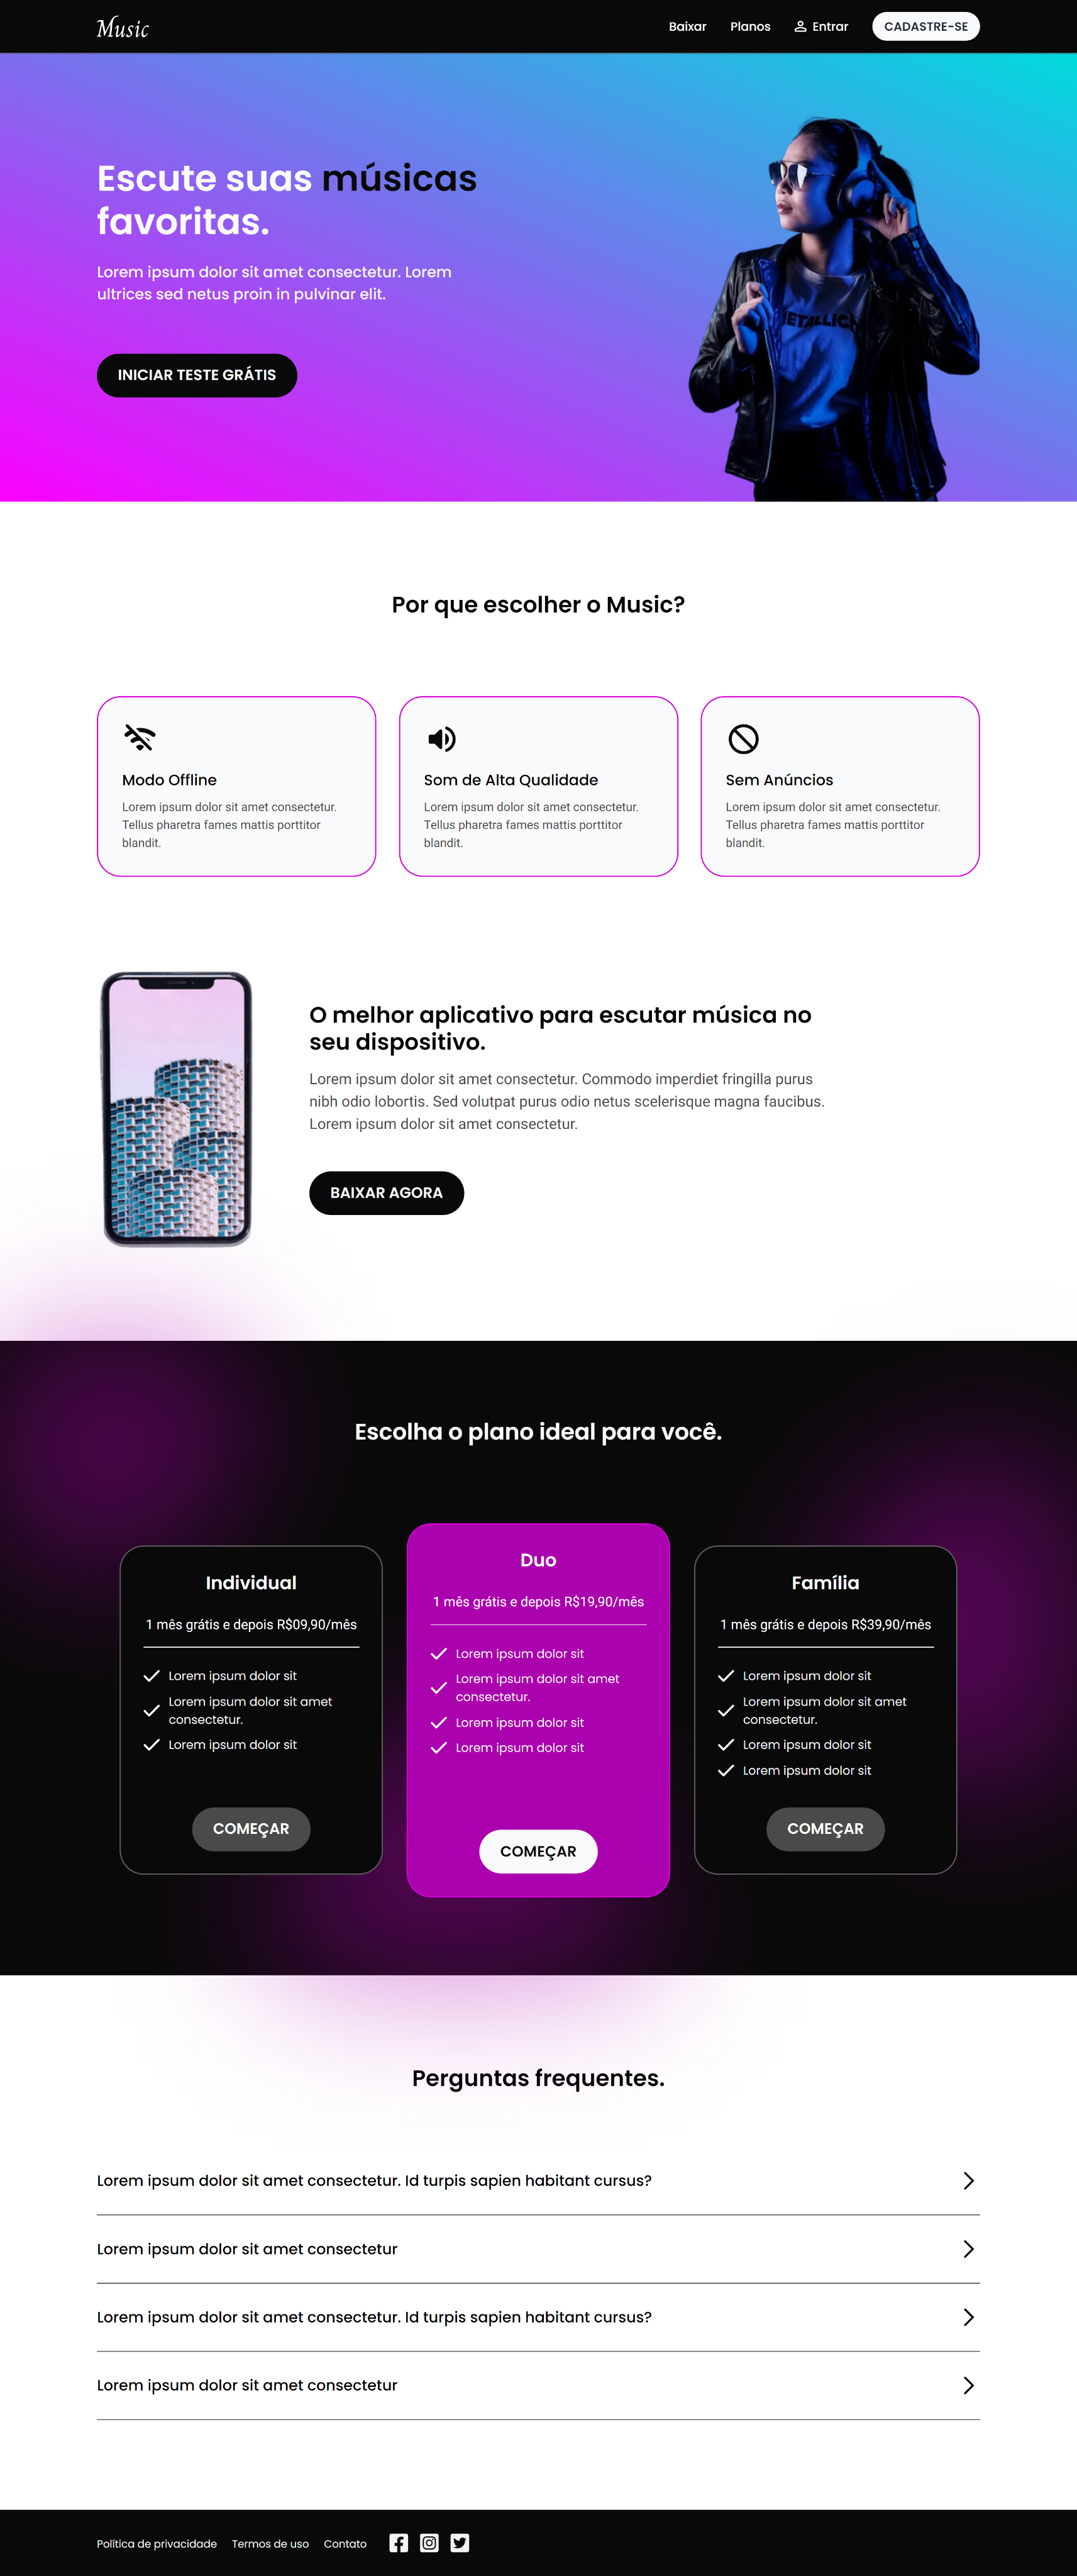 Music
Baixar
Planos
Entrar
CADASTRE-SE
Escute suas músicas
favoritas.
Lorem ipsum dolor sit amet consectetur. Lorem
ultrices sed netus proin in pulvinar elit.
INICIAR TESTE GRÁTIS
Por que escolher o Music?
Modo Offline
Lorem ipsum dolor sit amet consectetur.
Tellus pharetra fames mattis porttitor
blandit.
Som de Alta Qualidade
Lorem ipsum dolor sit amet consectetur.
Tellus pharetra fames mattis porttitor
blandit.
Sem Anúncios
Lorem ipsum dolor sit amet consectetur.
Tellus pharetra fames mattis porttitor
blandit.
O melhor aplicativo para escutar música no
seu dispositivo.
Lorem ipsum dolor sit amet consectetur. Commodo imperdiet fringilla purus
nibh odio lobortis. Sed volutpat purus odio netus scelerisque magna faucibus.
Lorem ipsum dolor sit amet consectetur.
BAIXAR AGORA
Escolha o plano ideal para você.
Individual
1 mês grátis e depois R$09,90/mês
Lorem ipsum dolor sit
Lorem ipsum dolor sit amet
consectetur.
Lorem ipsum dolor sit
COMEÇAR
Duo
1 mês grátis e depois R$19,90/mês
Lorem ipsum dolor sit
Lorem ipsum dolor sit amet
consectetur.
Lorem ipsum dolor sit
Lorem ipsum dolor sit
COMEÇAR
Família
1 mês grátis e depois R$39,90/mês
Lorem ipsum dolor sit
Lorem ipsum dolor sit amet
consectetur.
Lorem ipsum dolor sit
Lorem ipsum dolor sit
COMEÇAR
Perguntas frequentes.
Lorem ipsum dolor sit amet consectetur. Id turpis sapien habitant cursus?
Lorem ipsum dolor sit amet consectetur
Lorem ipsum dolor sit amet consectetur. Id turpis sapien habitant cursus?
Lorem ipsum dolor sit amet consectetur
Política de privacidade
Termos de uso
Contato